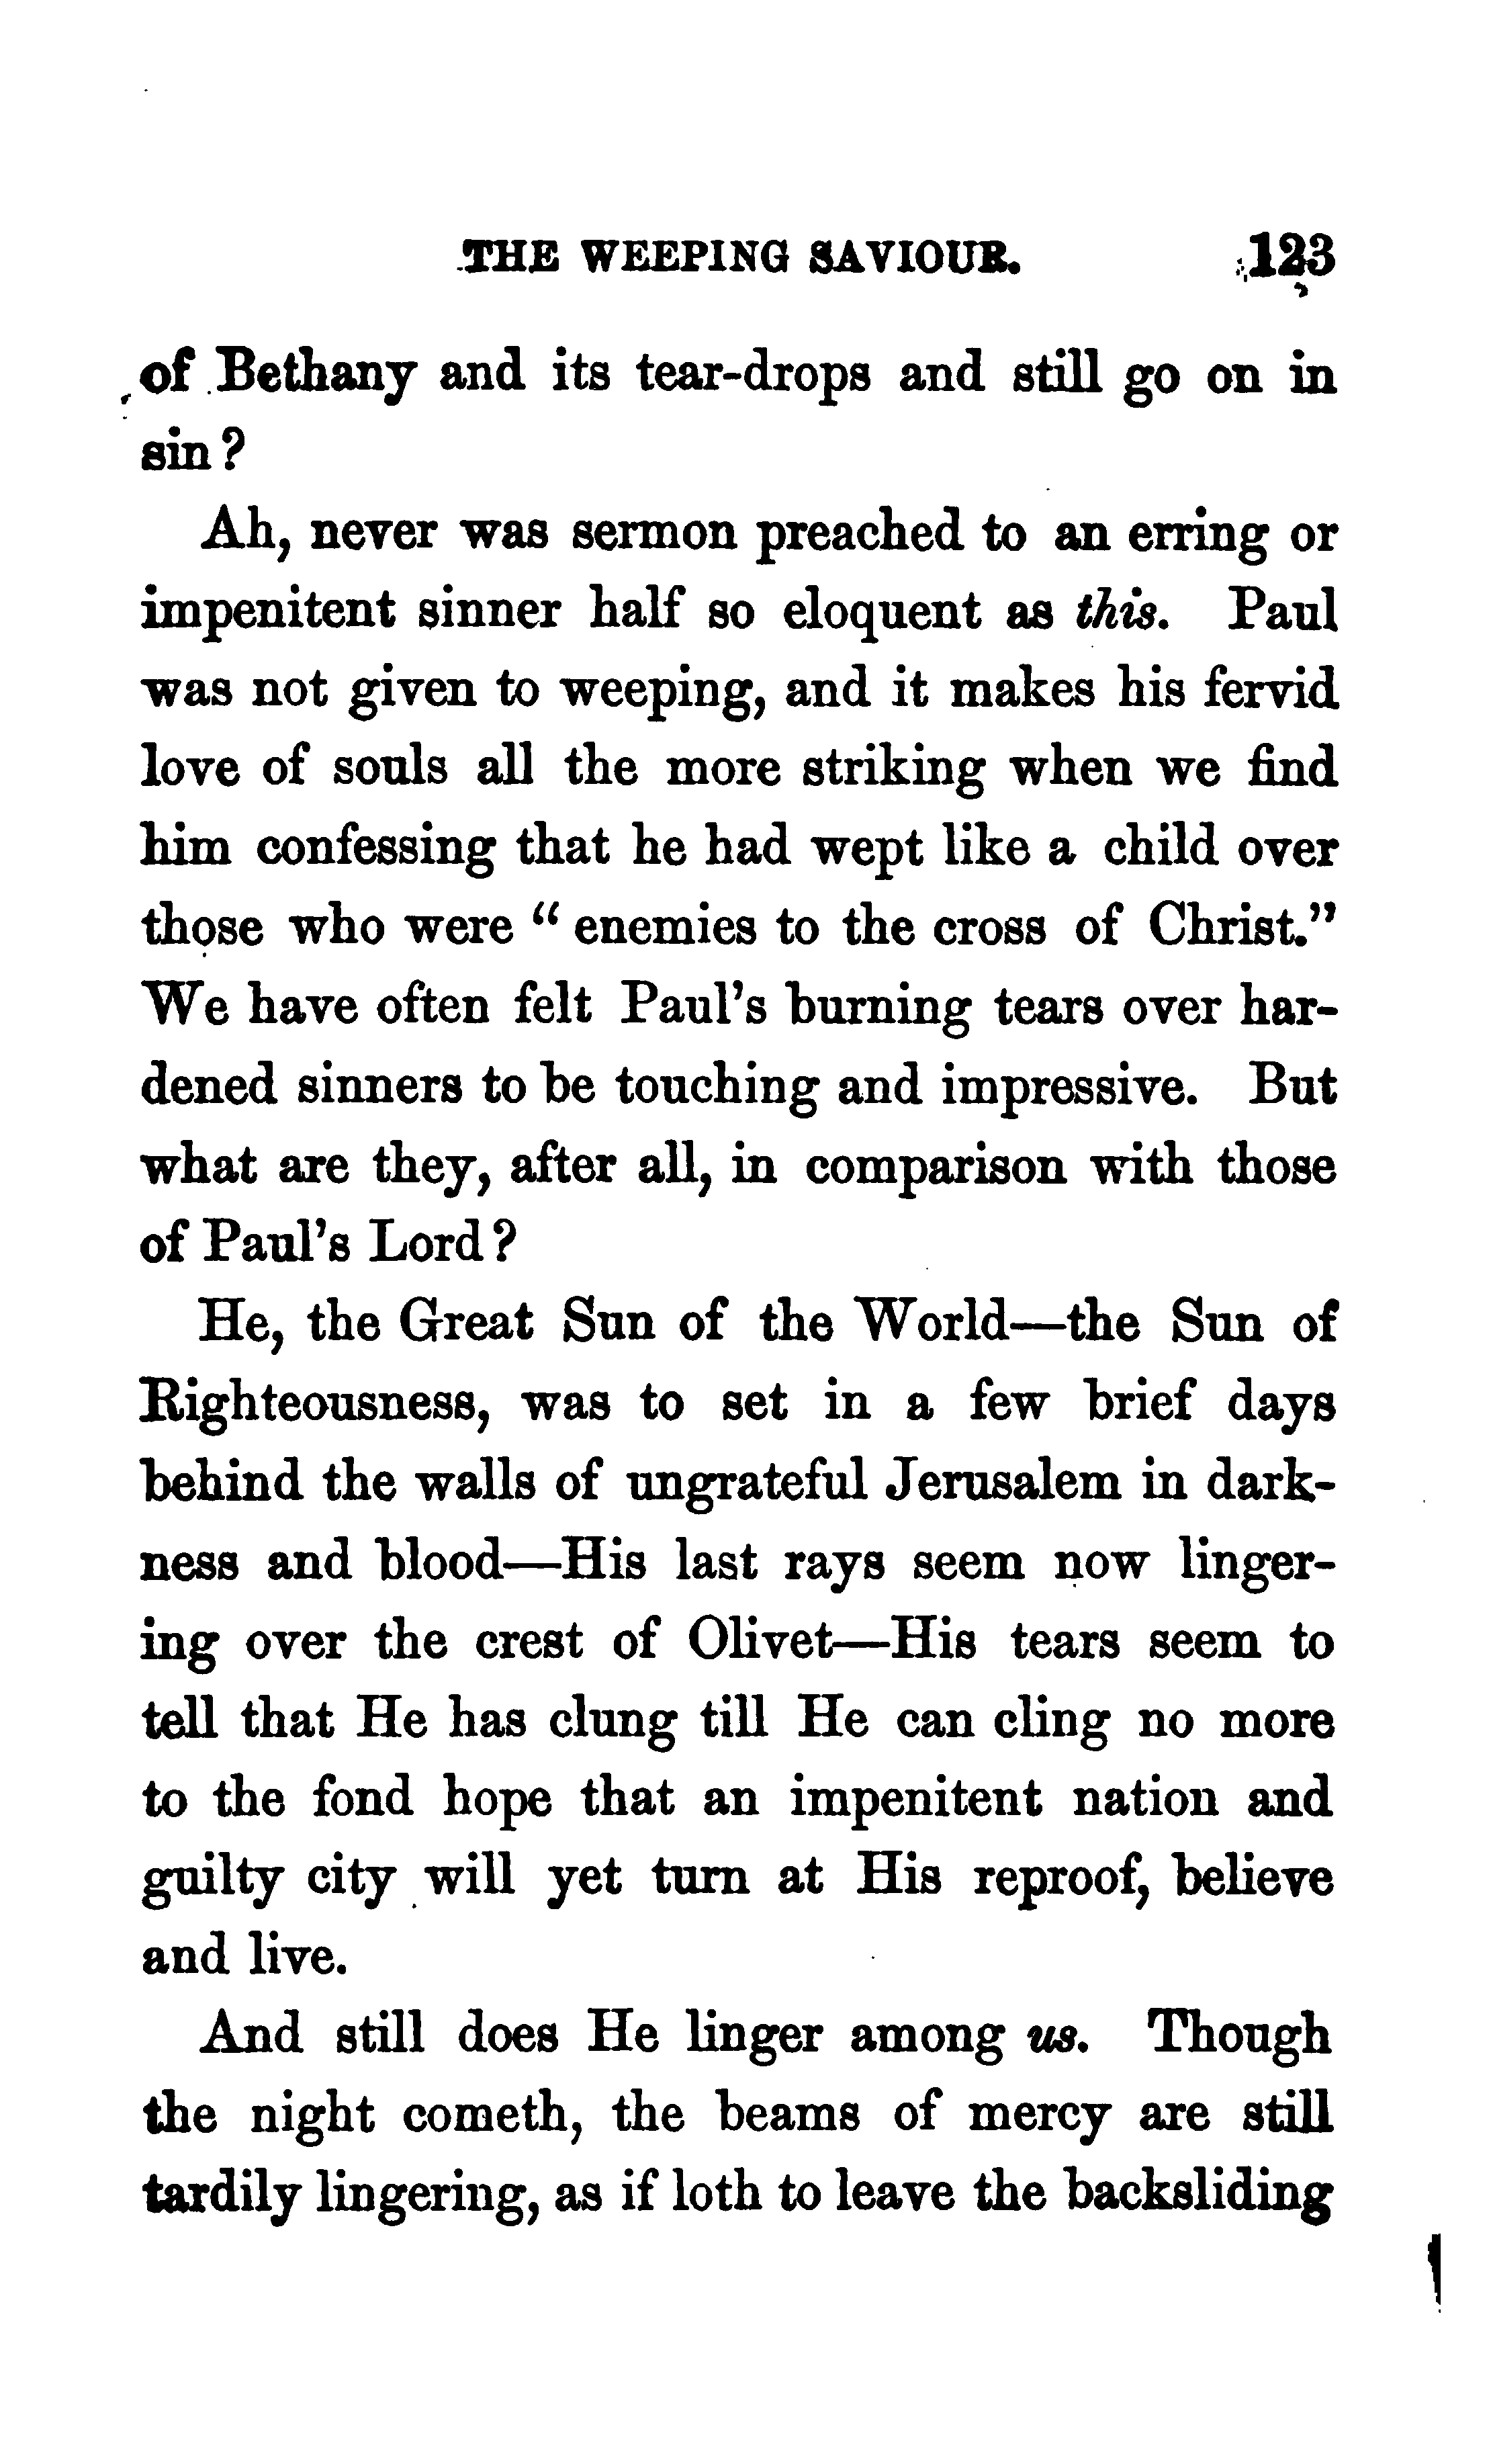 THE WEEPING SAVIOUR. 123
of Bethany and its tear-drops and still go on in
sin?
Ah, never was sermon preached to an erring or
impenitent sinner half so eloquent as this. Paul
was not given to weeping, and it makes his fervid
love of souls all the more striking when we find
him confessing that he had wept like a child over
those who were “ enemies to the cross of Christ.”
We have often felt Paul’s burning tears over har-
dened sinners to be touching and impressive. But
what are they, after all, in comparison with those
of Paul’s Lord?
He, the Great Sun of the World—the Sun of
Righteousness, was to set in a few brief days
behind the walls of ungrateful Jerusalem in dark-
ness and blood—His last rays seem now linger-
ing over the crest of Olivet—His tears seem to
tell that He has clung till He can cling no more
to the fond hope that an impenitent nation and
guilty city will yet turn at His reproof, believe
and live.
And still does He linger among us. Though
the night cometh, the beams of mercy are still
tardily lingering, as if loth to leave the backsliding